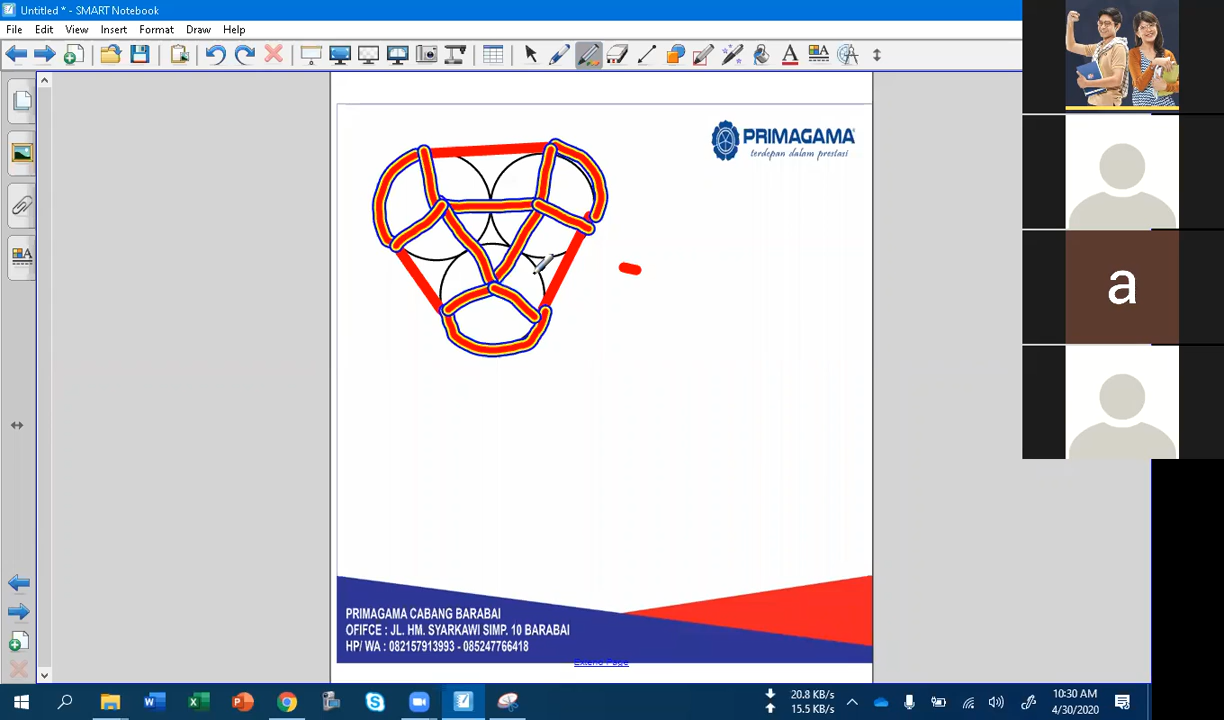 Untitled * - SMART Notebook
File Edit View Insert Format Draw Help
PRIMAGAMA
terdepan dalam prestasi
a
PRIMAGAMA CABANG BARABAI
OFIFCE : JL. HM. SYARKAWI SIMP. 10 BARABAI
HP/ WA : 082157913993 - 085247766418
Extend Page
20.8 KB/s
15.5 KB/s
10:30 AM
4/30/2020